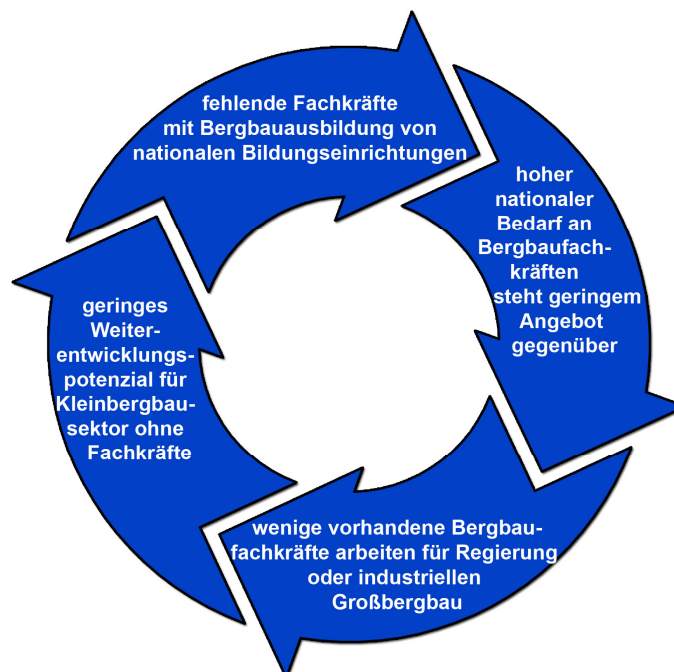 fehlende Fachkräfte
mit Bergbauausbildung von
nationalen Bildungseinrichtungen
hoher
nationaler
Bedarf an
Bergbaufach-
kräften
steht geringem
Angebot
gegenüber
wenige vorhandene Bergbau-
fachkräfte arbeiten für Regierung
oder industriellen
Großbergbau
geringes
Weiter-
entwicklungs-
potenzial für
Kleinbergbau-
sektor ohne
Fachkräfte